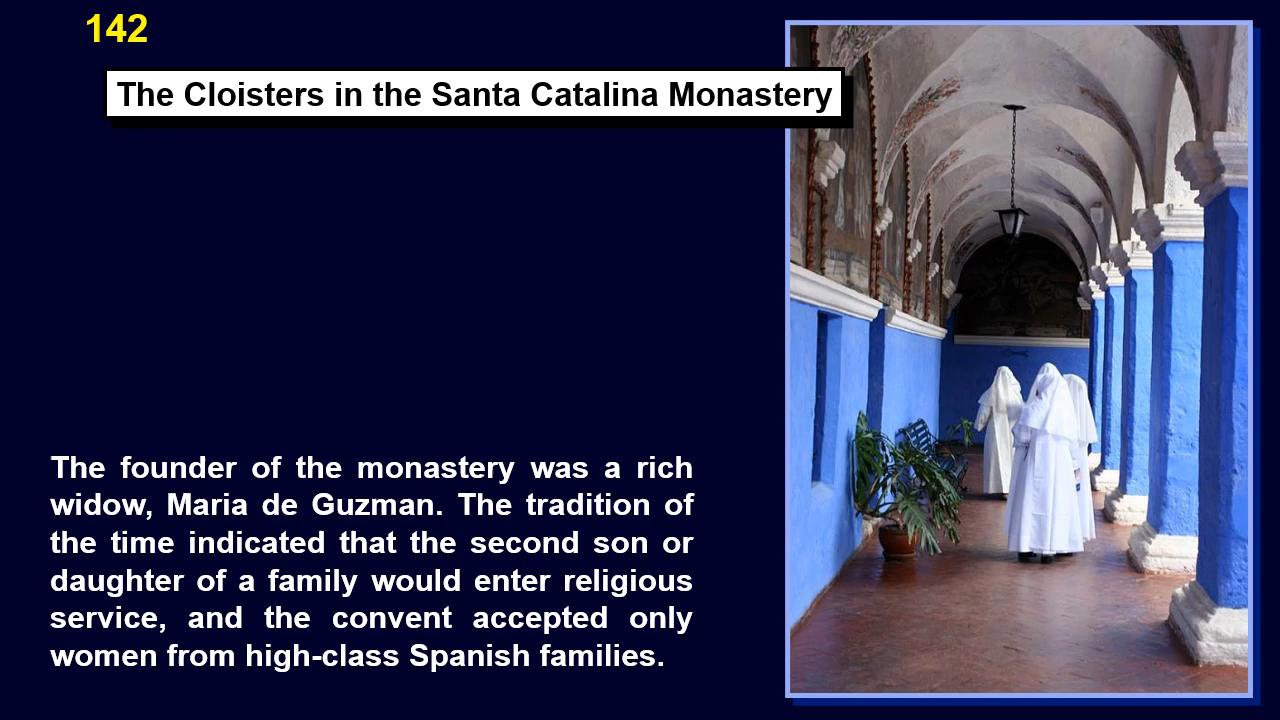 142
The Cloisters in the Santa Catalina Monastery
The founder of the monastery was a rich
widow, Maria de Guzman. The tradition of
the time indicated that the second son or
daughter of a family would enter religious
service, and the convent accepted only
women from high-class Spanish families.